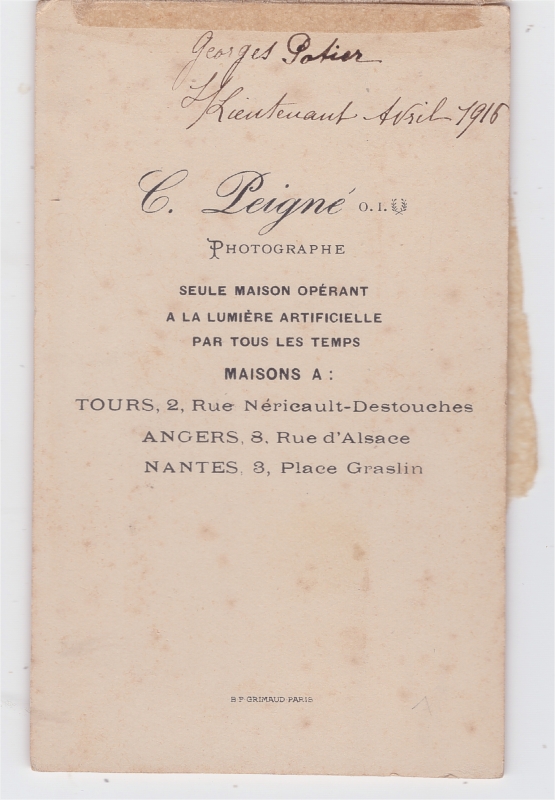 Georges Potier
S/Lieutenant Avril 1916
C. Peigné O.I.
PHOTOGRAPHE
SEULE MAISON OPÉRANT
A LA LUMIÈRE ARTIFICIELLE
PAR TOUS LES TEMPS
MAISONS A :
TOURS, 2, Rue Néricault-Destouches
ANGERS, 8, Rue d'Alsace
NANTES, 3, Place Graslin
B.P. GRIMAUD-PARIS